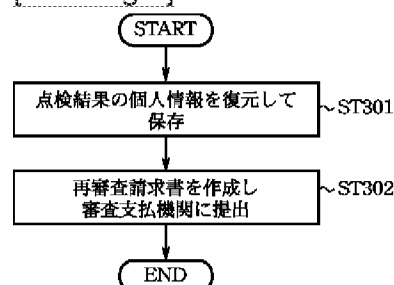 START
点検結果の個人情報を復元して
保存
ST301
再審査請求書を作成し
審査支払機関に提出
ST302
END